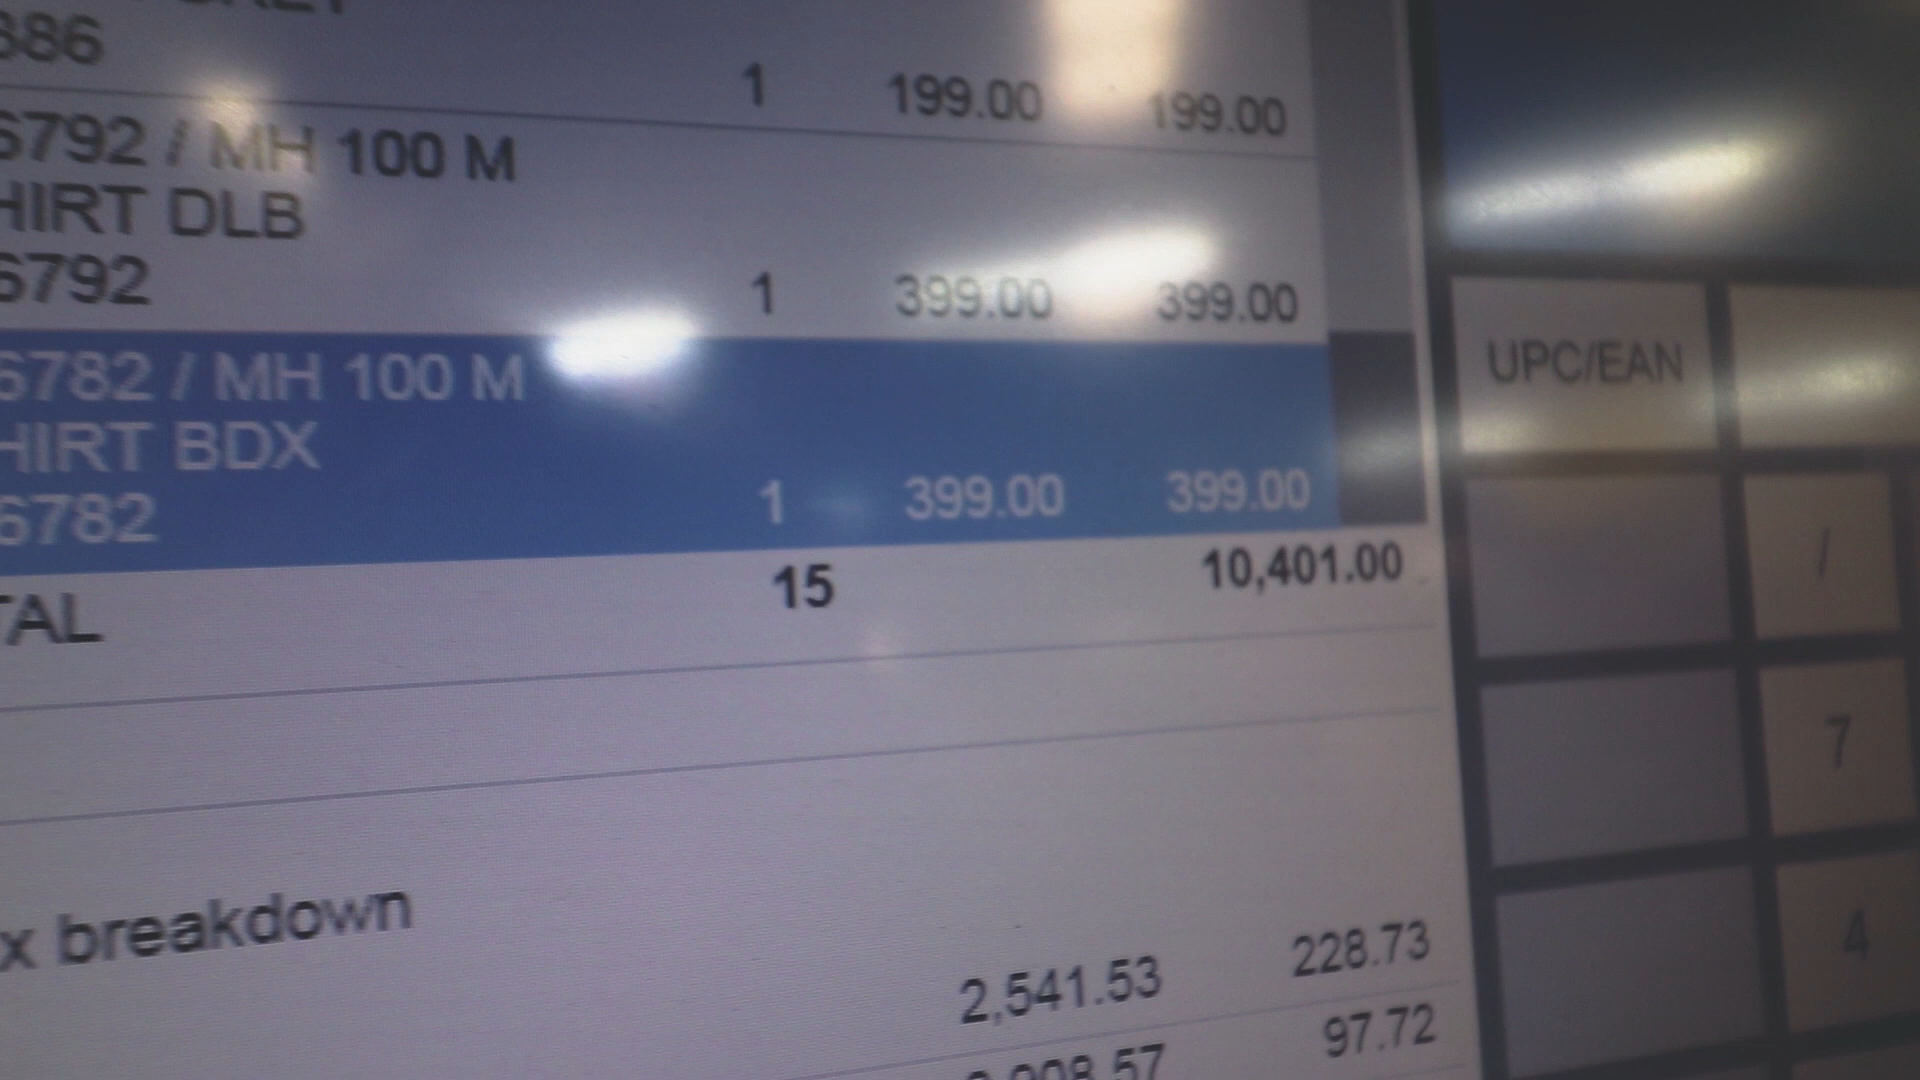 886
1 199.00 199.00
6792 / MH 100 M
HIRT DLB
6792
1 399.00 399.00
6782 / MH 100 M
HIRT BDX
6782
1 399.00 399.00
TAL 15 10,401.00
x breakdown
2,541.53 228.73
97.72
UPC/EAN
/
7
4